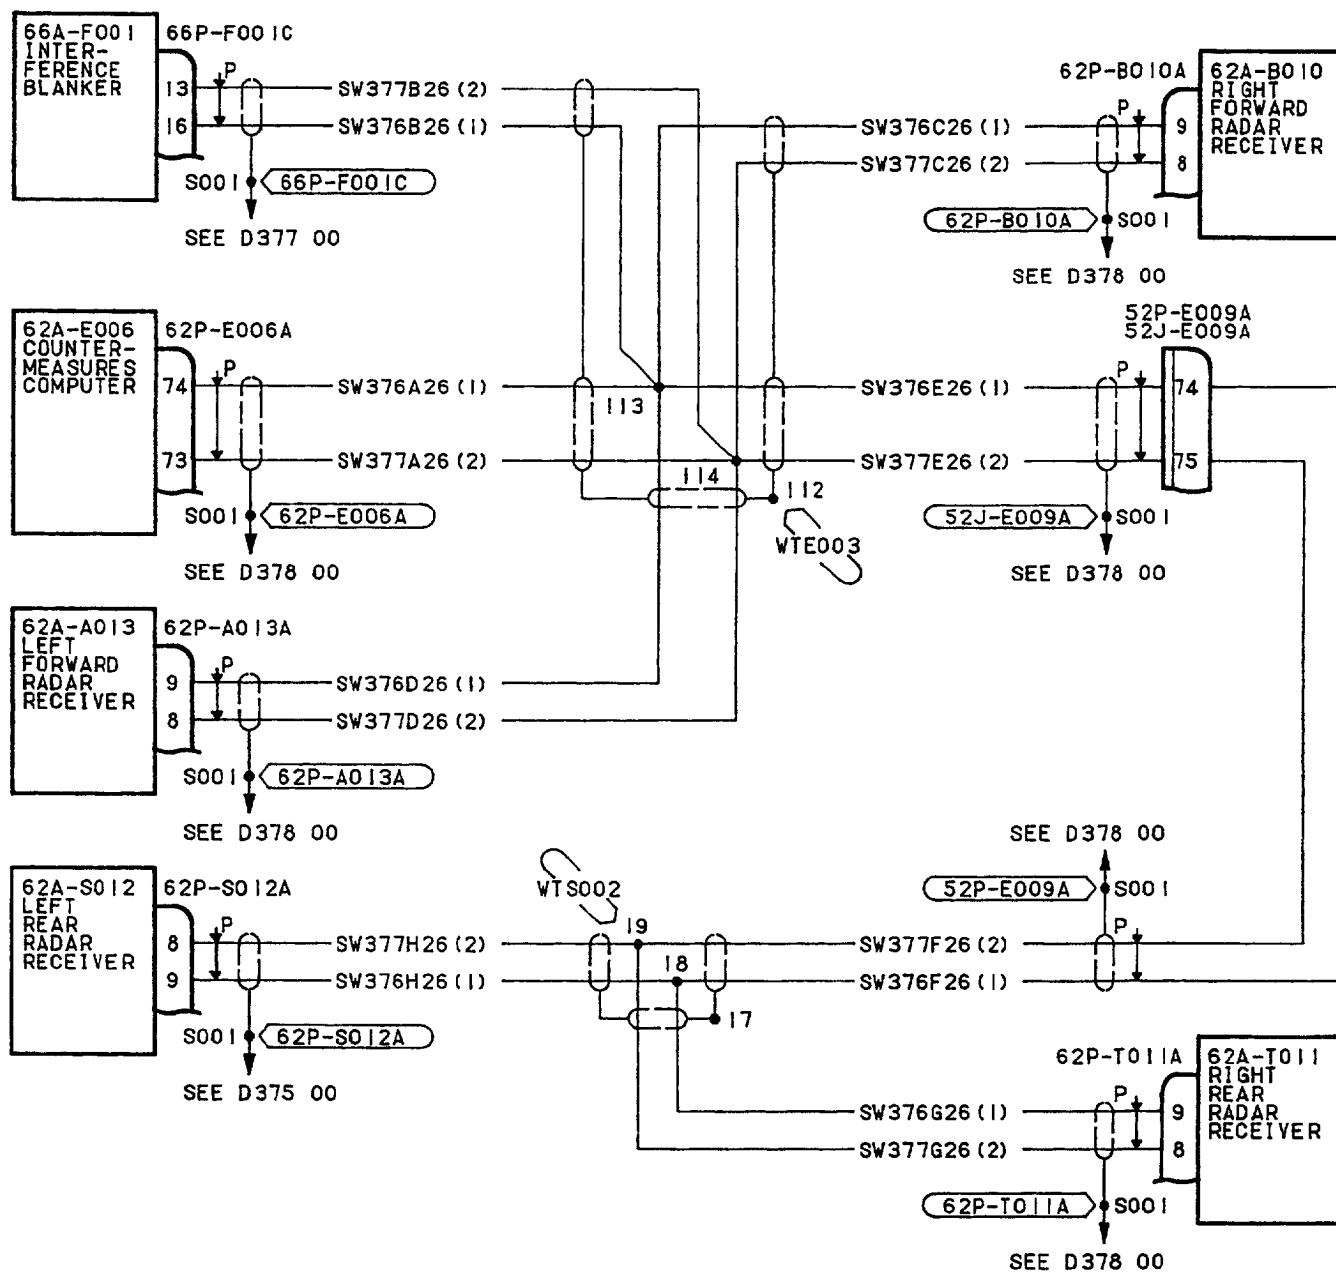 66A-F001
INTER-
FERENCE
BLANKER
66P-F001C
13
16
P
SW377B26(2)
SW376B26(1)
S001
66P-F001C
SEE D377 00
62P-B010A
62A-B010
RIGHT
FORWARD
RADAR
RECEIVER
P
9
8
SW376C26(1)
SW377C26(2)
62P-B010A
S001
SEE D378 00
62A-E006
COUNTER-
MEASURES
COMPUTER
62P-E006A
74
73
P
SW376A26(1)
SW377A26(2)
S001
62P-E006A
SEE D378 00
113
114
112
WTE003
52P-E009A
52J-E009A
P
74
75
SW376E26(1)
SW377E26(2)
52J-E009A
S001
SEE D378 00
62A-A013
LEFT
FORWARD
RADAR
RECEIVER
62P-A013A
9
8
P
SW376D26(1)
SW377D26(2)
S001
62P-A013A
SEE D378 00
62A-S012
LEFT
REAR
RADAR
RECEIVER
62P-S012A
8
9
P
SW377H26(2)
SW376H26(1)
S001
62P-S012A
SEE D375 00
WTS002
19
18
17
SEE D378 00
52P-E009A
S001
P
SW377F26(2)
SW376F26(1)
62P-T011A
62A-T011
RIGHT
REAR
RADAR
RECEIVER
P
9
8
SW376G26(1)
SW377G26(2)
62P-T011A
S001
SEE D378 00